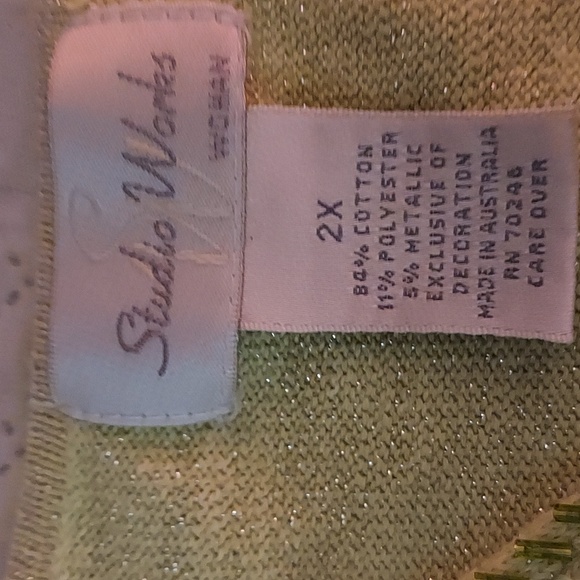 Studio Works
WOMAN
2X
84% COTTON
11% POLYESTER
5% METALLIC
EXCLUSIVE OF
DECORATION
MADE IN AUSTRALIA
RN 70246
CARE OVER